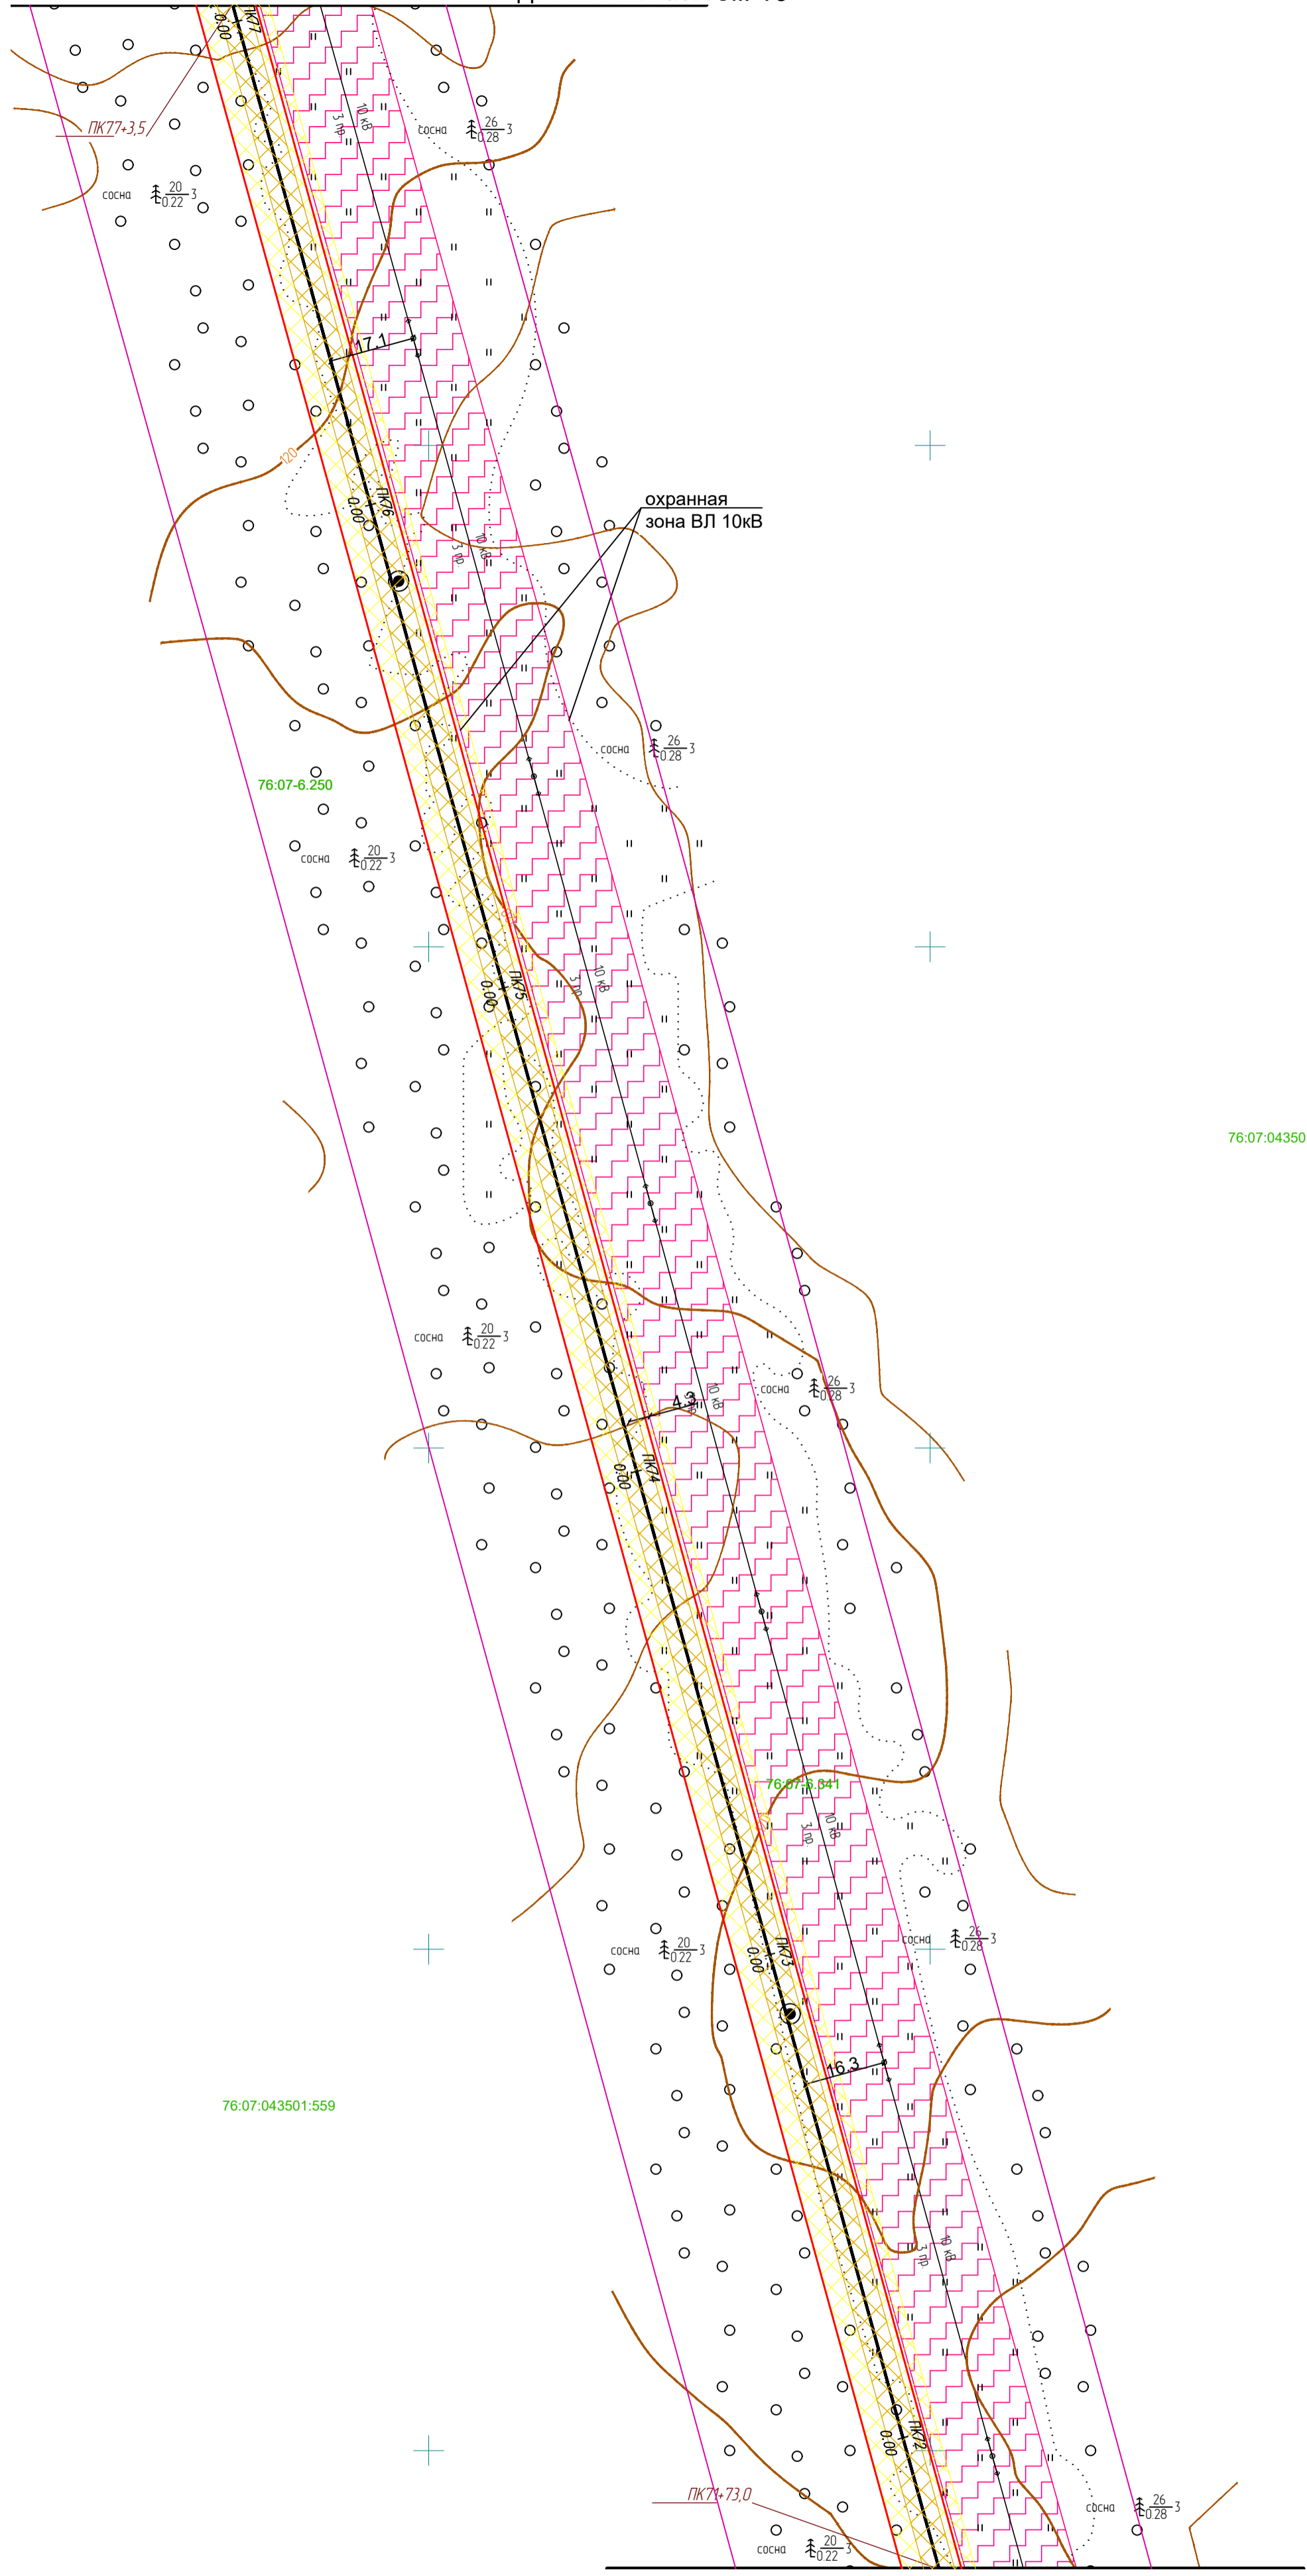 ПК77
0.00
10 кВ
3 пр.
сосна 26 0.28 3
ПК77+3,5
сосна 20 0.22 3
17,1
120
охранная
зона ВЛ 10кВ
ПК76
0.00
10 кВ
3 пр.
сосна 26 0.28 3
76:07-6.250
сосна 20 0.22 3
ПК75
0.00
10 кВ
3 пр.
76:07:04350
сосна 20 0.22 3
сосна 26 0.28 3
4,3
10 кВ
ПК74
0.00
76:07-6.341
10 кВ
3 пр.
сосна 26 0.28 3
сосна 20 0.22 3
ПК73
0.00
16,3
76:07:043501:559
10 кВ
3 пр.
ПК72
0.00
ПК71+73,0
сосна 26 0.28 3
сосна 20 0.22 3